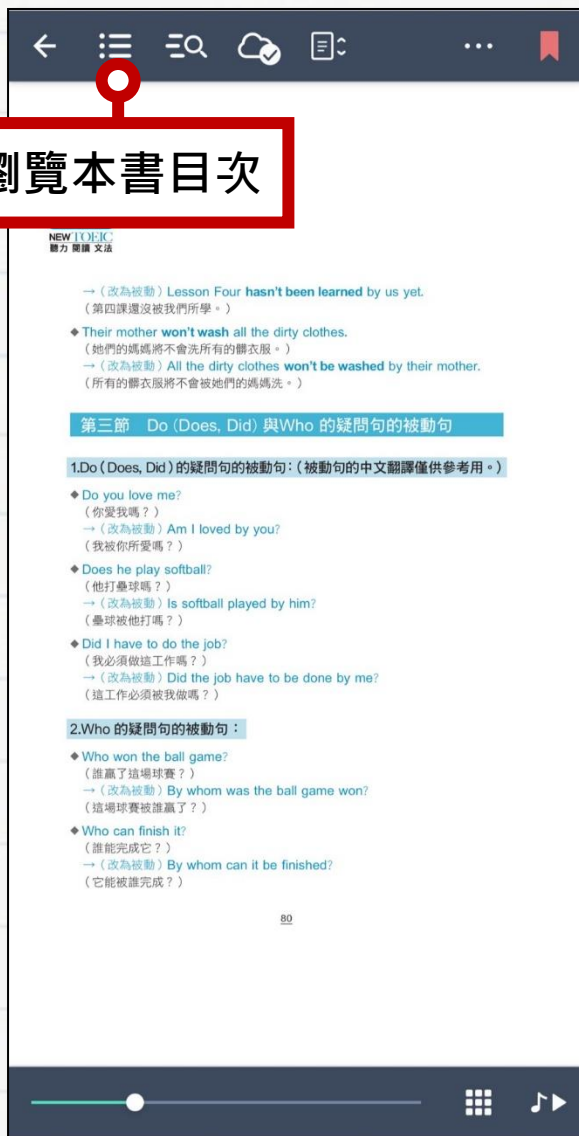 瀏覽本書目次
NEW TOEIC
聽力 閱讀 文法
→（改為被動）Lesson Four hasn't been learned by us yet.
（第四課還沒被我們所學。）
◆ Their mother won't wash all the dirty clothes.
（她們的媽媽將不會洗所有的髒衣服。）
→（改為被動）All the dirty clothes won't be washed by their mother.
（所有的髒衣服將不會被她們的媽媽洗。）
第三節 Do (Does, Did) 與Who 的疑問句的被動句
1.Do（Does, Did）的疑問句的被動句：（被動句的中文翻譯僅供參考用。）
◆ Do you love me?
（你愛我嗎？）
→（改為被動）Am I loved by you?
（我被你所愛嗎？）
◆ Does he play softball?
（他打壘球嗎？）
→（改為被動）Is softball played by him?
（壘球被他打嗎？）
◆ Did I have to do the job?
（我必須做這工作嗎？）
→（改為被動）Did the job have to be done by me?
（這工作必須被我做嗎？）
2.Who 的疑問句的被動句：
◆ Who won the ball game?
（誰贏了這場球賽？）
→（改為被動）By whom was the ball game won?
（這場球賽被誰贏了？）
◆ Who can finish it?
（誰能完成它？）
→（改為被動）By whom can it be finished?
（它能被誰完成？）
80